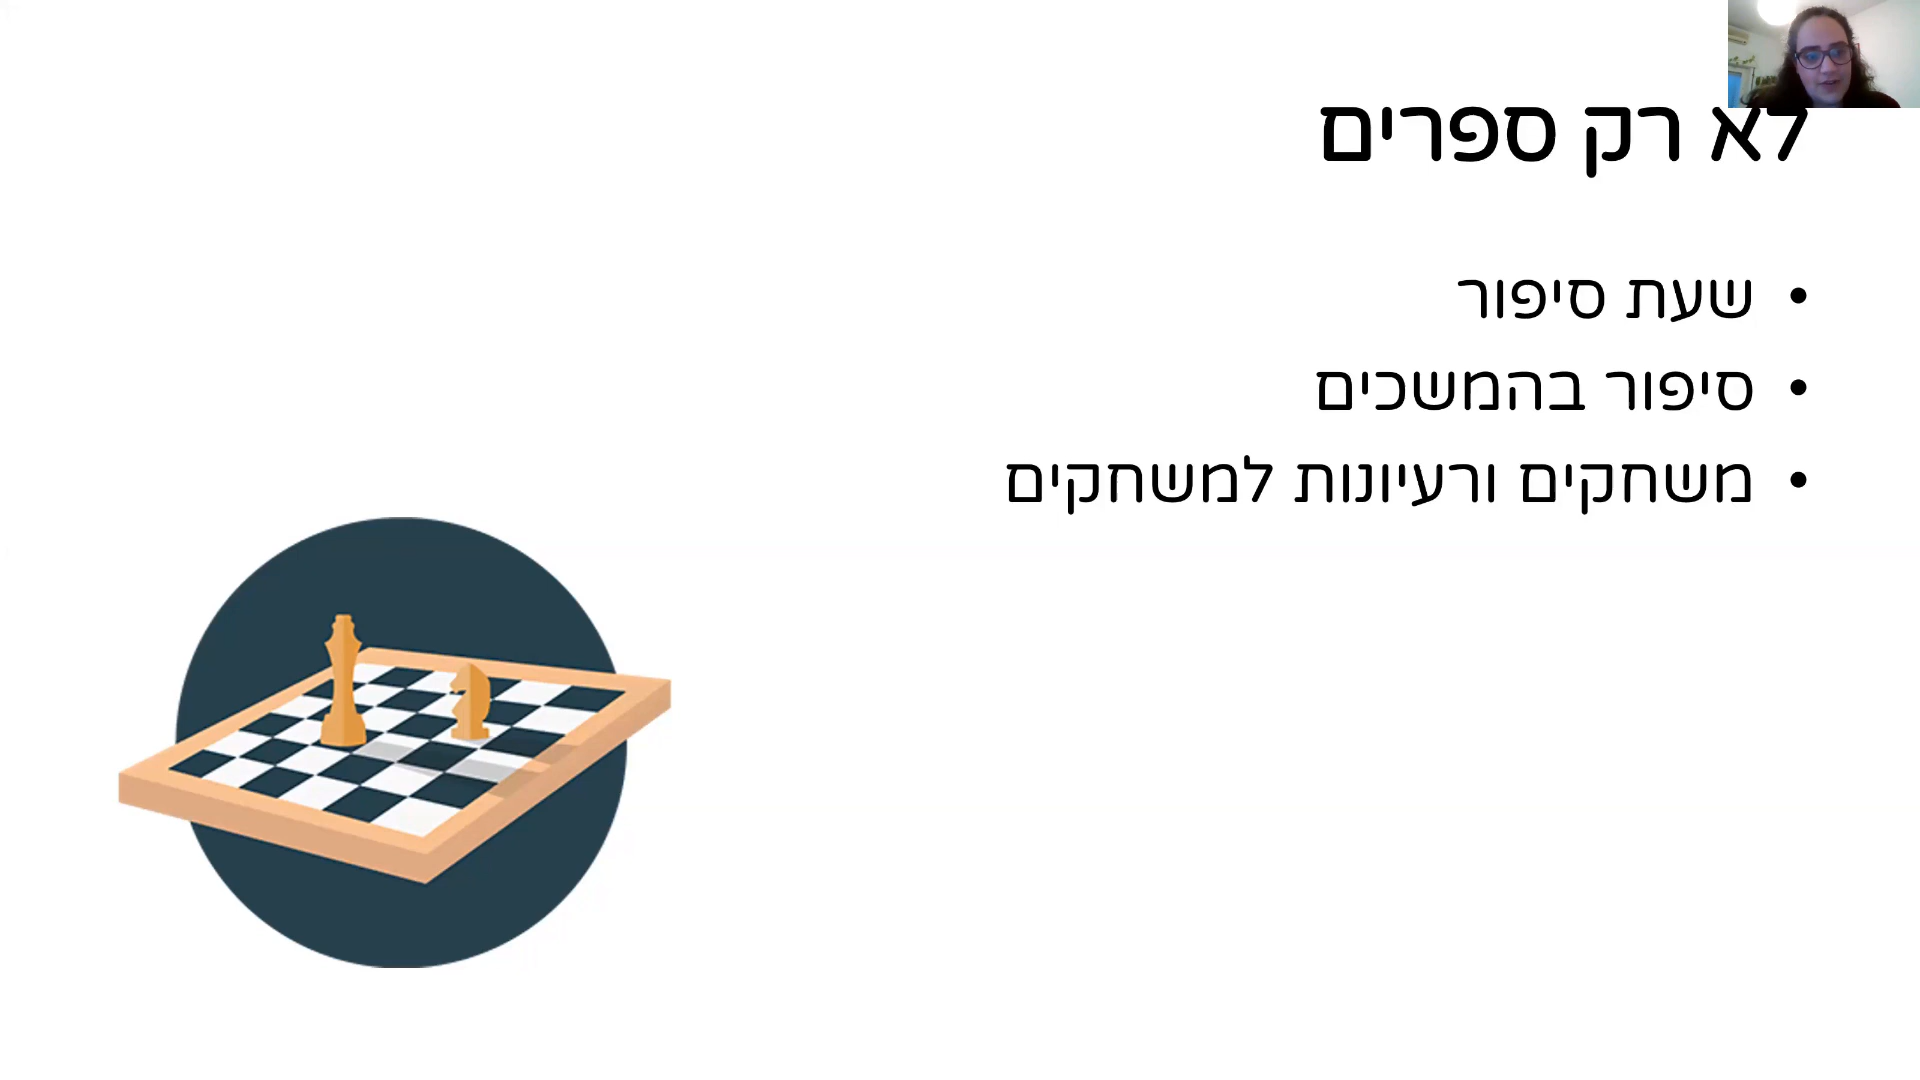 לא רק ספרים
• שעת סיפור
• סיפור בהמשכים
• משחקים ורעיונות למשחקים